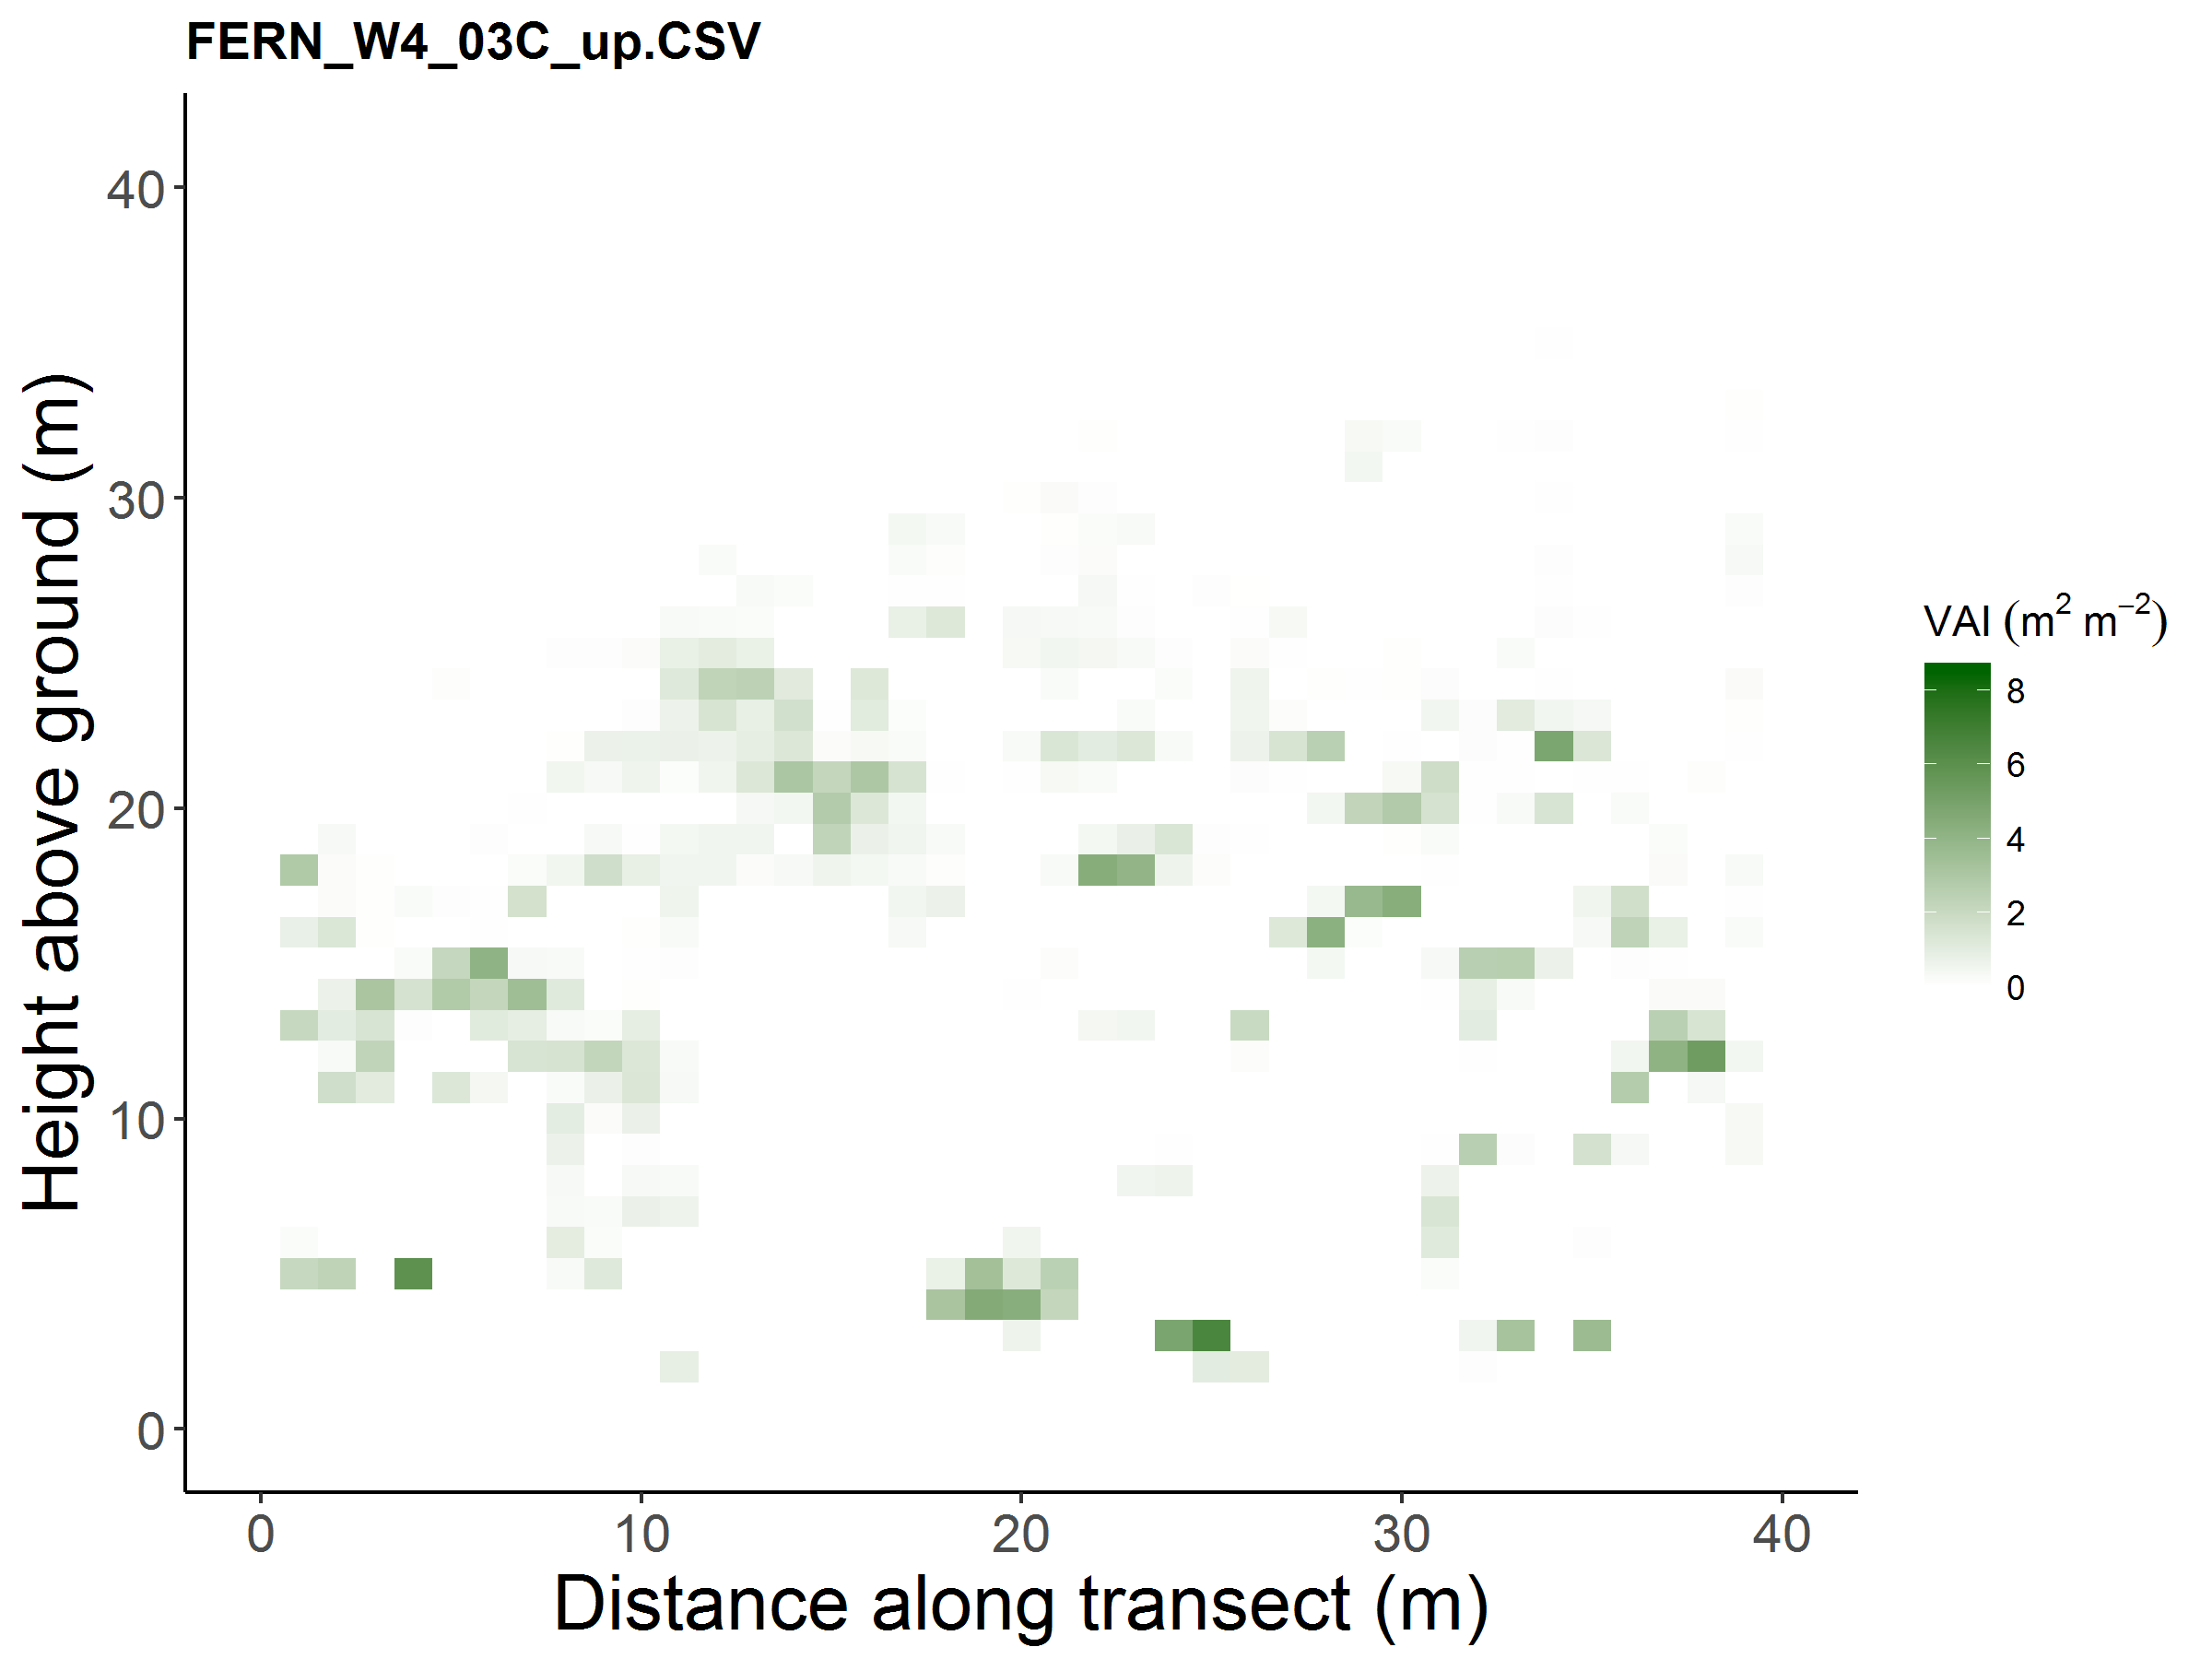 FERN_W4_03C_up.CSV
Height above ground (m)
40
30
20
10
0
0 10 20 30 40
Distance along transect (m)
VAI (m² m⁻²)
8
6
4
2
0